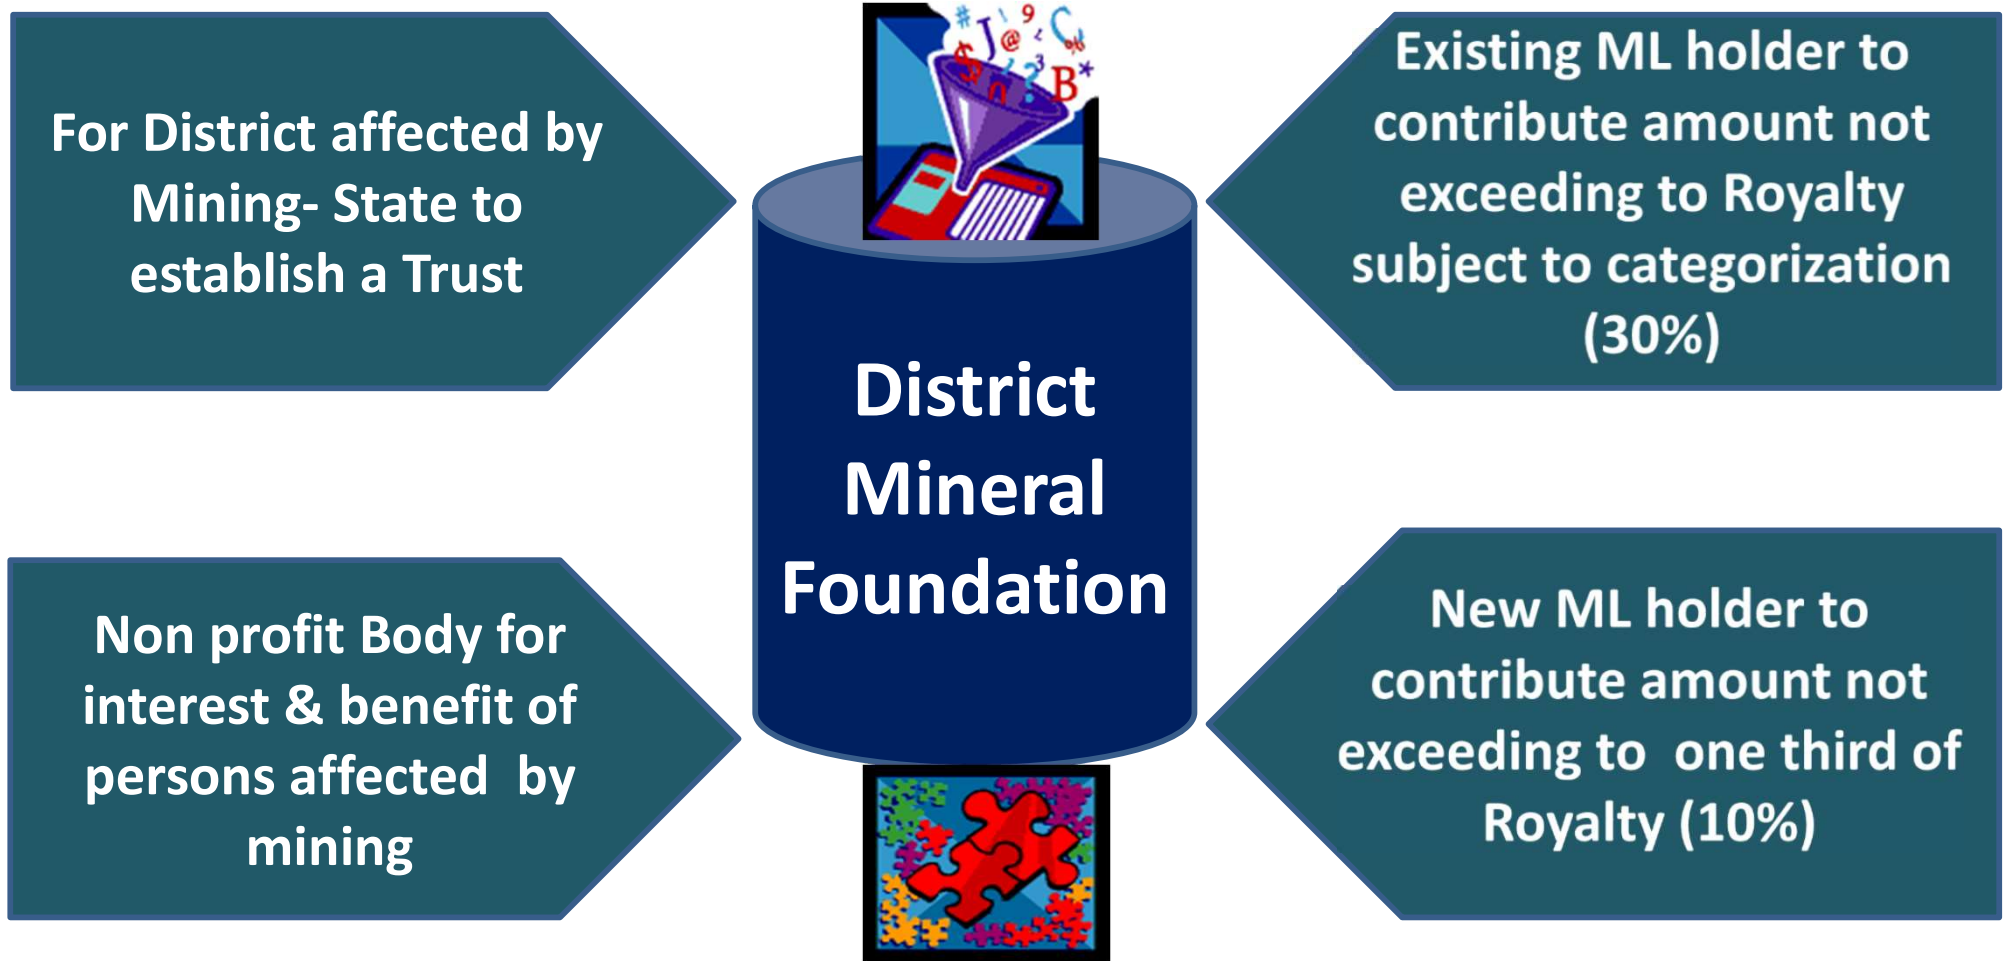 For District affected by
Mining- State to
establish a Trust
Existing ML holder to
contribute amount not
exceeding to Royalty
subject to categorization
(30%)
District
Mineral
Foundation
Non profit Body for
interest & benefit of
persons affected by
mining
New ML holder to
contribute amount not
exceeding to one third of
Royalty (10%)